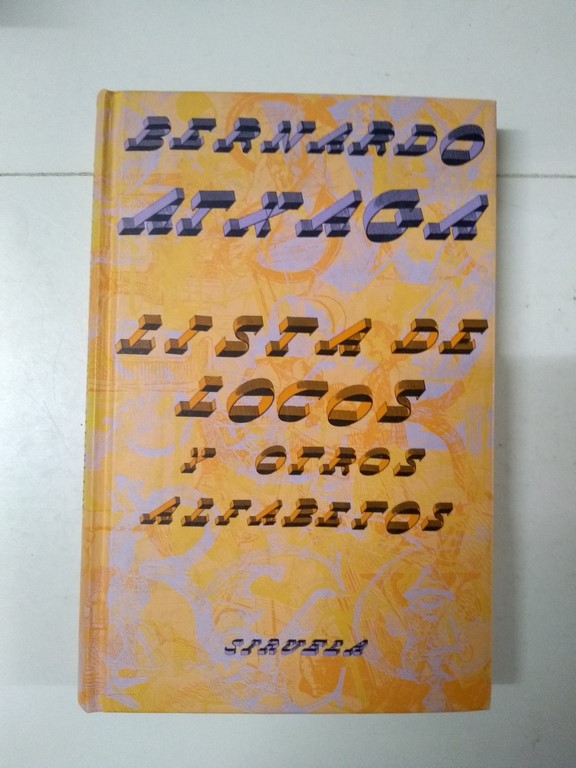 BERNARDO
ATXAGA
LISTA DE
LOCOS
Y OTROS
ALFABETOS
SIRUELA